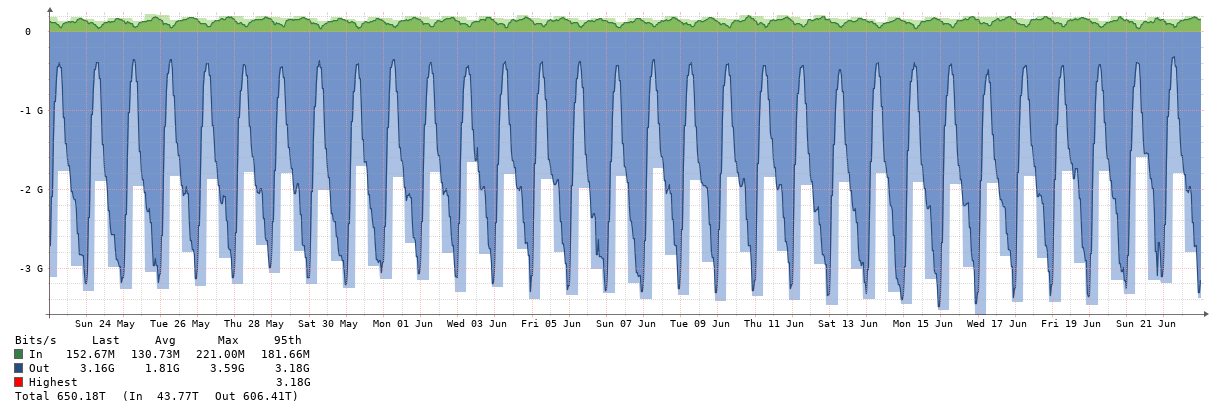 0
-1 G
-2 G
-3 G
Sun 24 May Tue 26 May Thu 28 May Sat 30 May Mon 01 Jun Wed 03 Jun Fri 05 Jun Sun 07 Jun Tue 09 Jun Thu 11 Jun Sat 13 Jun Mon 15 Jun Wed 17 Jun Fri 19 Jun Sun 21 Jun
Bits/s Last Avg Max 95th
In 152.67M 130.73M 221.00M 181.66M
Out 3.16G 1.81G 3.59G 3.18G
Highest 3.18G
Total 650.18T (In 43.77T Out 606.41T)